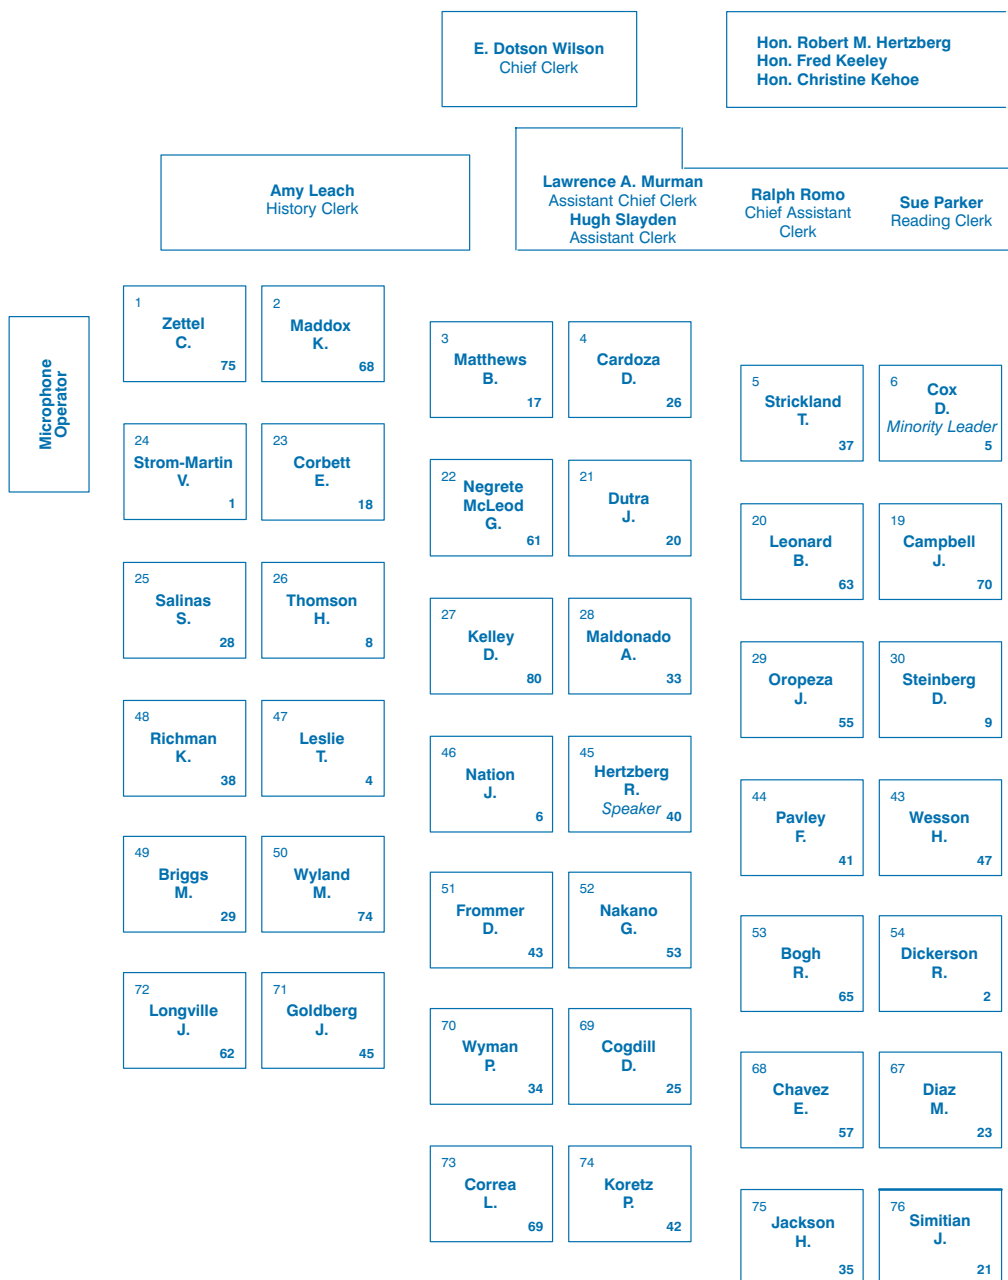 E. Dotson Wilson
Chief Clerk
Hon. Robert M. Hertzberg
Hon. Fred Keeley
Hon. Christine Kehoe
Amy Leach
History Clerk
Lawrence A. Murman
Assistant Chief Clerk
Hugh Slayden
Assistant Clerk
Ralph Romo
Chief Assistant
Clerk
Sue Parker
Reading Clerk
Microphone
Operator
1
Zettel
C.
75
2
Maddox
K.
68
3
Matthews
B.
17
4
Cardoza
D.
26
5
Strickland
T.
37
6
Cox
D.
Minority Leader
5
24
Strom-Martin
V.
1
23
Corbett
E.
18
22
Negrete
McLeod
G.
61
21
Dutra
J.
20
20
Leonard
B.
63
19
Campbell
J.
70
25
Salinas
S.
28
26
Thomson
H.
8
27
Kelley
D.
80
28
Maldonado
A.
33
29
Oropeza
J.
55
30
Steinberg
D.
9
48
Richman
K.
38
47
Leslie
T.
4
46
Nation
J.
6
45
Hertzberg
R.
Speaker 40
44
Pavley
F.
41
43
Wesson
H.
47
49
Briggs
M.
29
50
Wyland
M.
74
51
Frommer
D.
43
52
Nakano
G.
53
53
Bogh
R.
65
54
Dickerson
R.
2
72
Longville
J.
62
71
Goldberg
J.
45
70
Wyman
P.
34
69
Cogdill
D.
25
68
Chavez
E.
57
67
Diaz
M.
23
73
Correa
L.
69
74
Koretz
P.
42
75
Jackson
H.
35
76
Simitian
J.
21